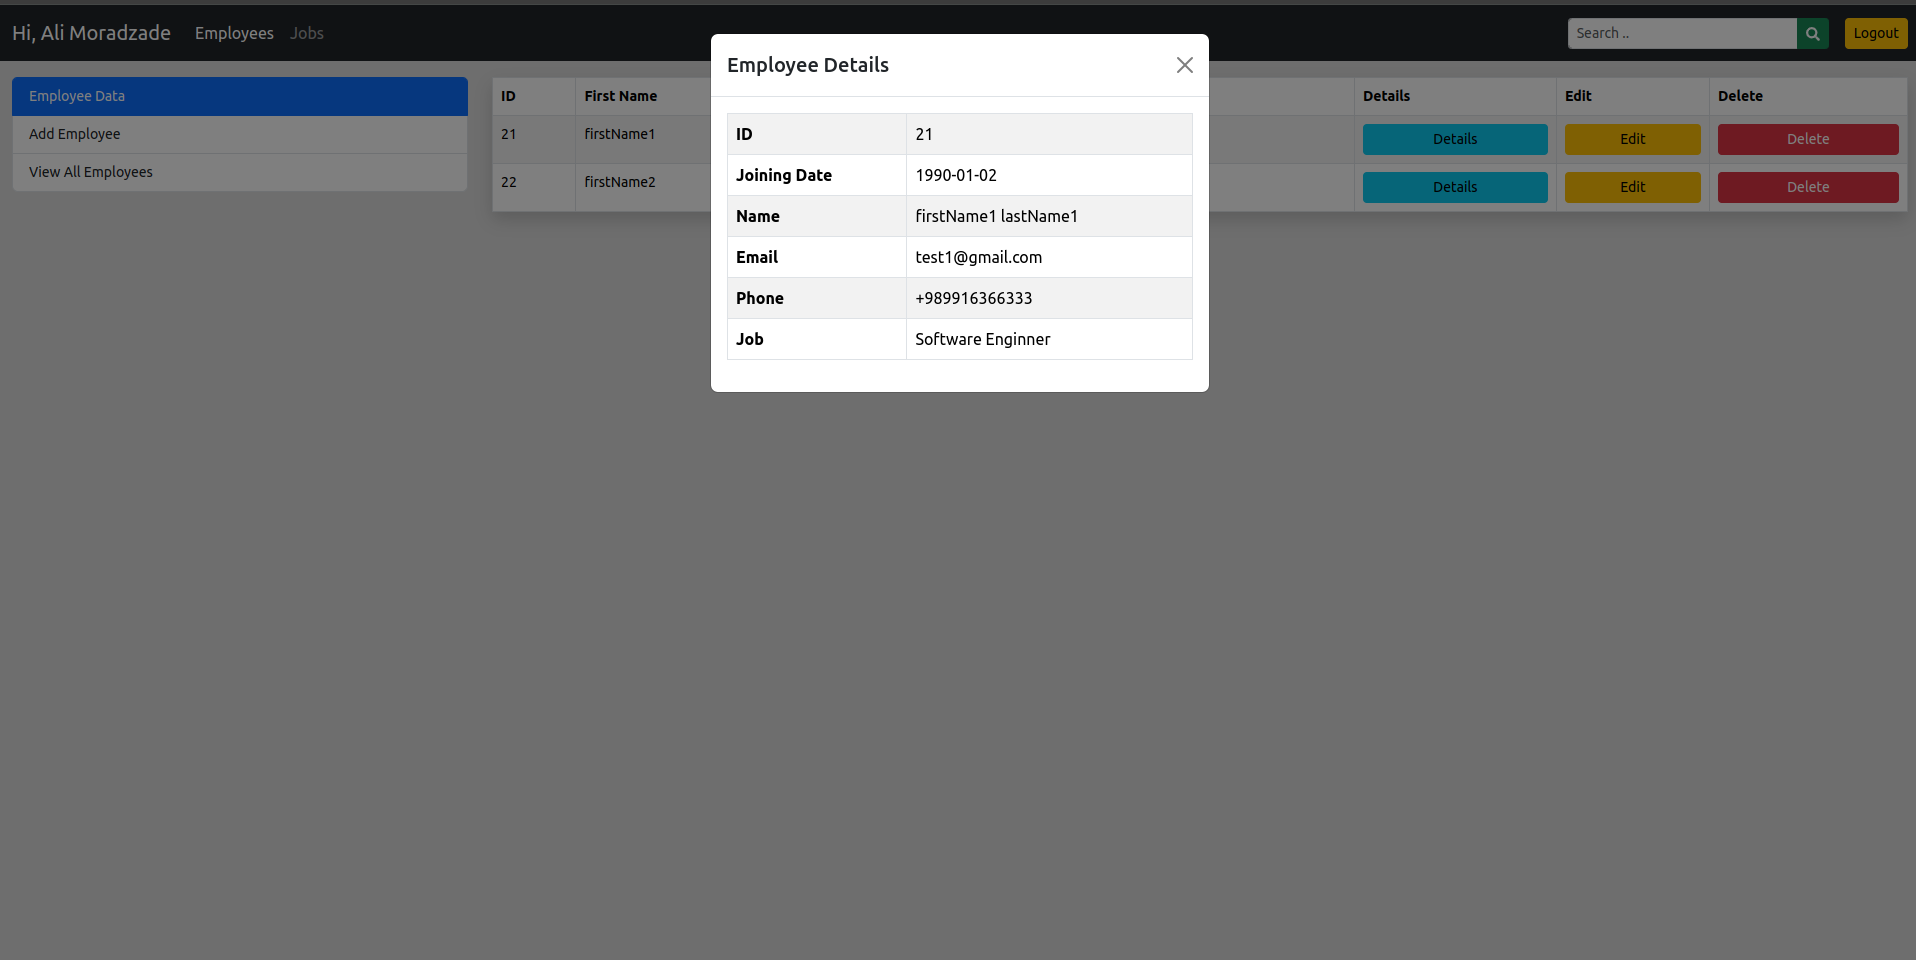 Hi, Ali Moradzade Employees Jobs Search .. Logout
Employee Details
Employee Data
Add Employee
View All Employees
ID First Name Details Edit Delete
21 firstName1 Details Edit Delete
22 firstName2 Details Edit Delete
ID 21
Joining Date 1990-01-02
Name firstName1 lastName1
Email test1@gmail.com
Phone +989916366333
Job Software Enginner